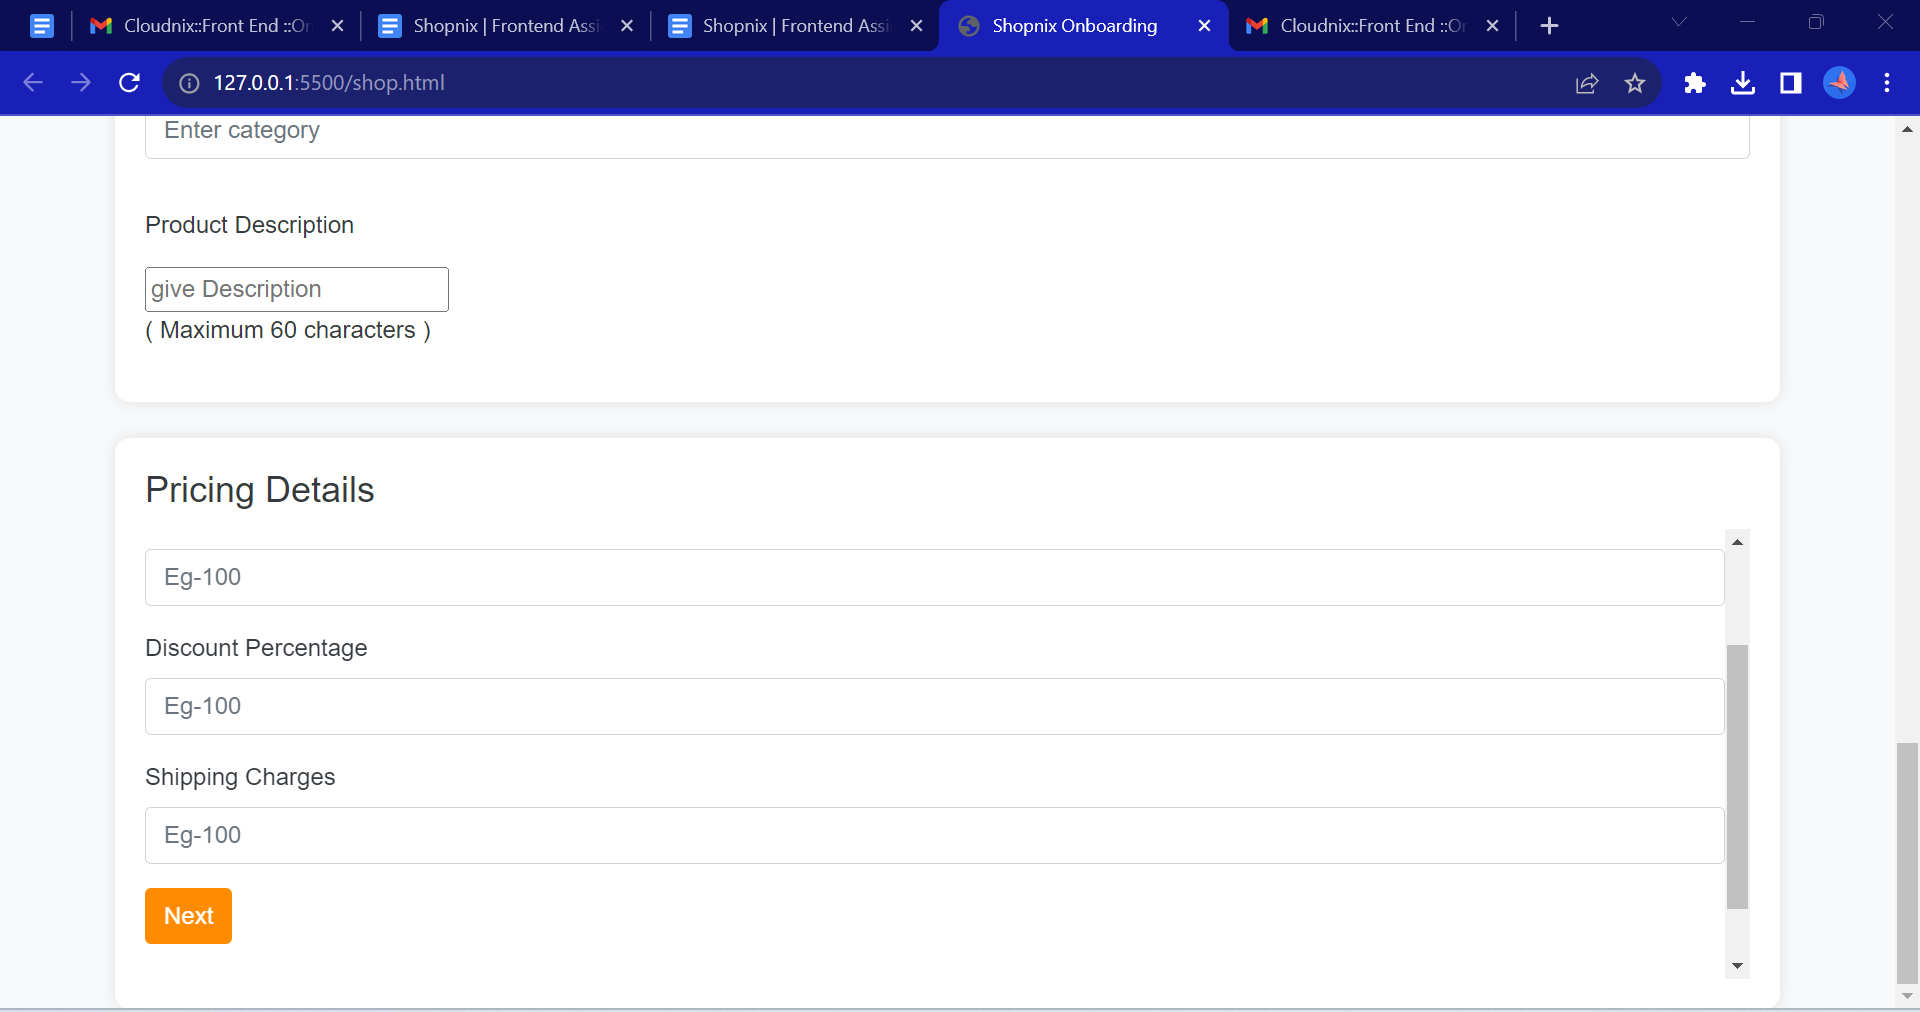 Cloudnix::Front End ::Or
Shopnix | Frontend Assi
Shopnix | Frontend Assi
Shopnix Onboarding
Cloudnix::Front End ::Or
127.0.0.1:5500/shop.html
Enter category
Product Description
give Description
( Maximum 60 characters )
Pricing Details
Eg-100
Discount Percentage
Eg-100
Shipping Charges
Eg-100
Next